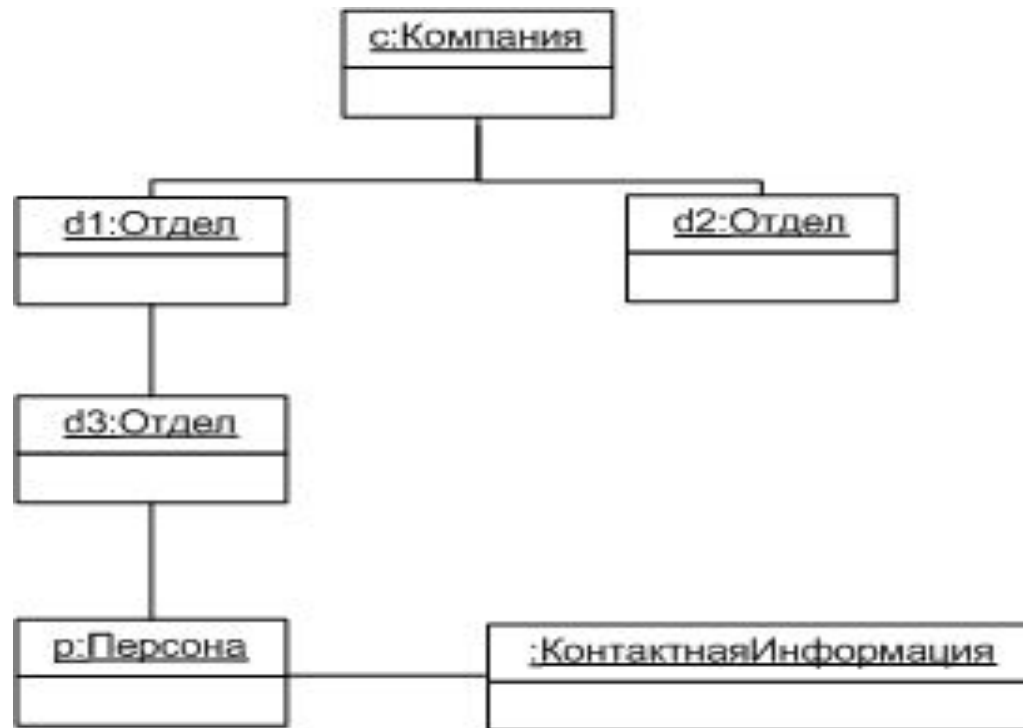 c:Компания
d1:Отдел
d2:Отдел
d3:Отдел
p:Персона
:КонтактнаяИнформация